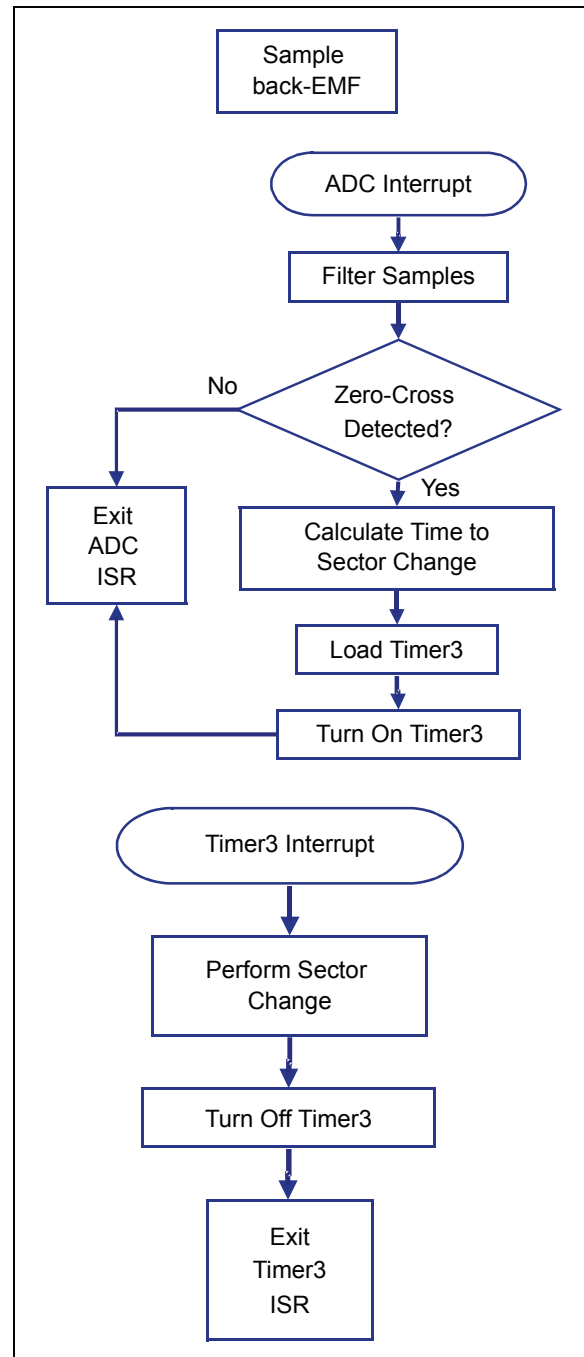 Sample
back-EMF
ADC Interrupt
Filter Samples
No
Zero-Cross
Detected?
Yes
Exit
ADC
ISR
Calculate Time to
Sector Change
Load Timer3
Turn On Timer3
Timer3 Interrupt
Perform Sector
Change
Turn Off Timer3
Exit
Timer3
ISR